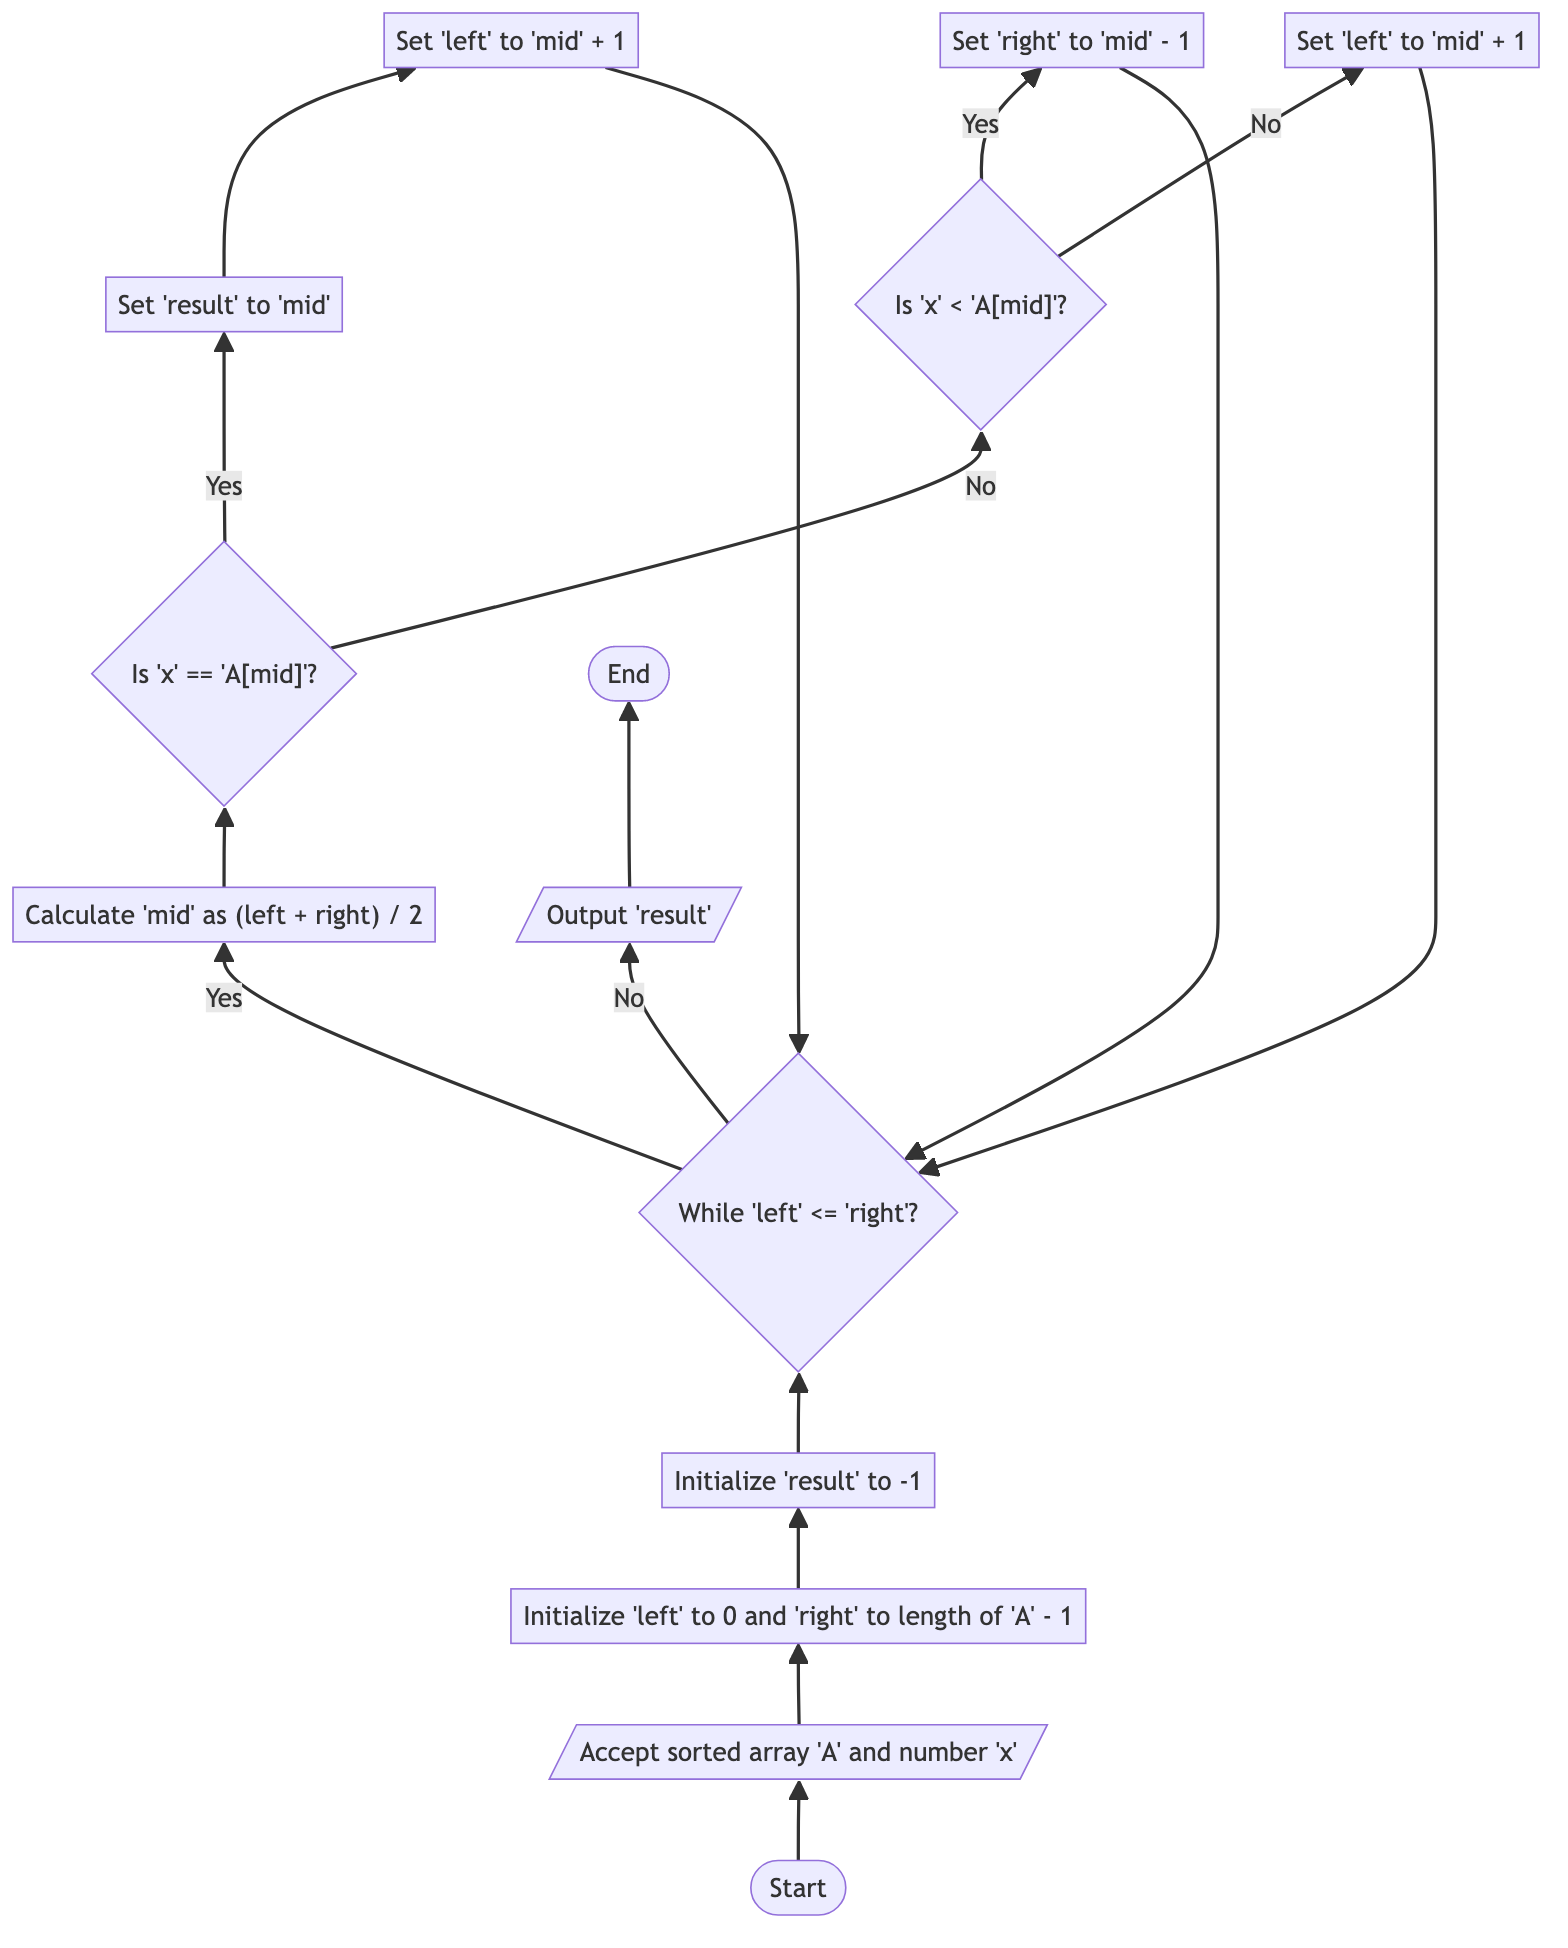 Set 'left' to 'mid' + 1
Set 'right' to 'mid' - 1
Set 'left' to 'mid' + 1
Yes
No
Set 'result' to 'mid'
Is 'x' < 'A[mid]'?
Yes
No
Is 'x' == 'A[mid]'?
End
Calculate 'mid' as (left + right) / 2
Output 'result'
Yes
No
While 'left' <= 'right'?
Initialize 'result' to -1
Initialize 'left' to 0 and 'right' to length of 'A' - 1
Accept sorted array 'A' and number 'x'
Start